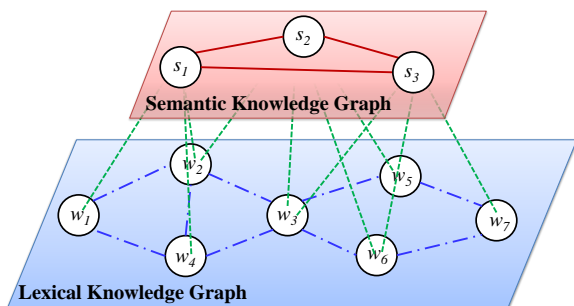 s2
s1
s3
Semantic Knowledge Graph
w2
w5
w1
w3
w7
w4
w6
Lexical Knowledge Graph